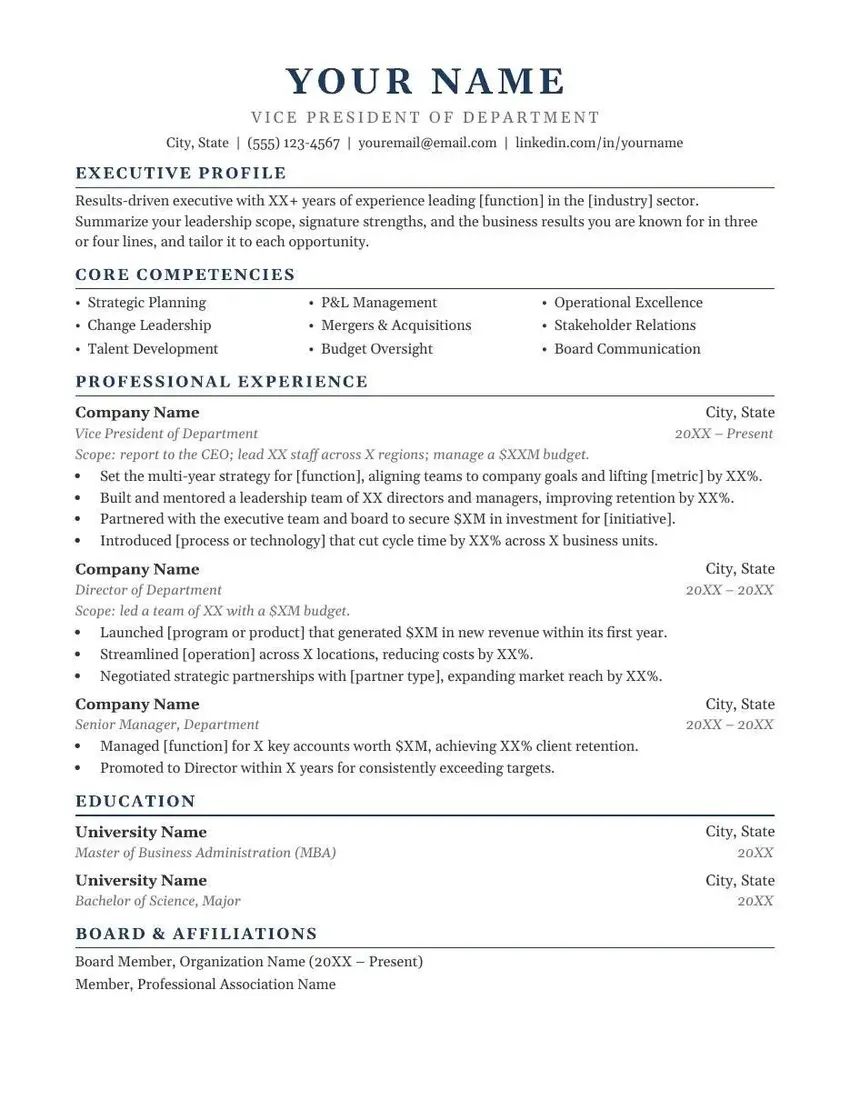 YOUR NAME
VICE PRESIDENT OF DEPARTMENT
City, State | (555) 123-4567 | youremail@email.com | linkedin.com/in/yourname
EXECUTIVE PROFILE
Results-driven executive with XX+ years of experience leading [function] in the [industry] sector.
Summarize your leadership scope, signature strengths, and the business results you are known for in three
or four lines, and tailor it to each opportunity.
CORE COMPETENCIES
• Strategic Planning • P&L Management • Operational Excellence
• Change Leadership • Mergers & Acquisitions • Stakeholder Relations
• Talent Development • Budget Oversight • Board Communication
PROFESSIONAL EXPERIENCE
Company Name City, State
Vice President of Department 20XX – Present
Scope: report to the CEO; lead XX staff across X regions; manage a $XXM budget.
• Set the multi-year strategy for [function], aligning teams to company goals and lifting [metric] by XX%.
• Built and mentored a leadership team of XX directors and managers, improving retention by XX%.
• Partnered with the executive team and board to secure $XM in investment for [initiative].
• Introduced [process or technology] that cut cycle time by XX% across X business units.
Company Name City, State
Director of Department 20XX – 20XX
Scope: led a team of XX with a $XM budget.
• Launched [program or product] that generated $XM in new revenue within its first year.
• Streamlined [operation] across X locations, reducing costs by XX%.
• Negotiated strategic partnerships with [partner type], expanding market reach by XX%.
Company Name City, State
Senior Manager, Department 20XX – 20XX
• Managed [function] for X key accounts worth $XM, achieving XX% client retention.
• Promoted to Director within X years for consistently exceeding targets.
EDUCATION
University Name City, State
Master of Business Administration (MBA) 20XX
University Name City, State
Bachelor of Science, Major 20XX
BOARD & AFFILIATIONS
Board Member, Organization Name (20XX – Present)
Member, Professional Association Name